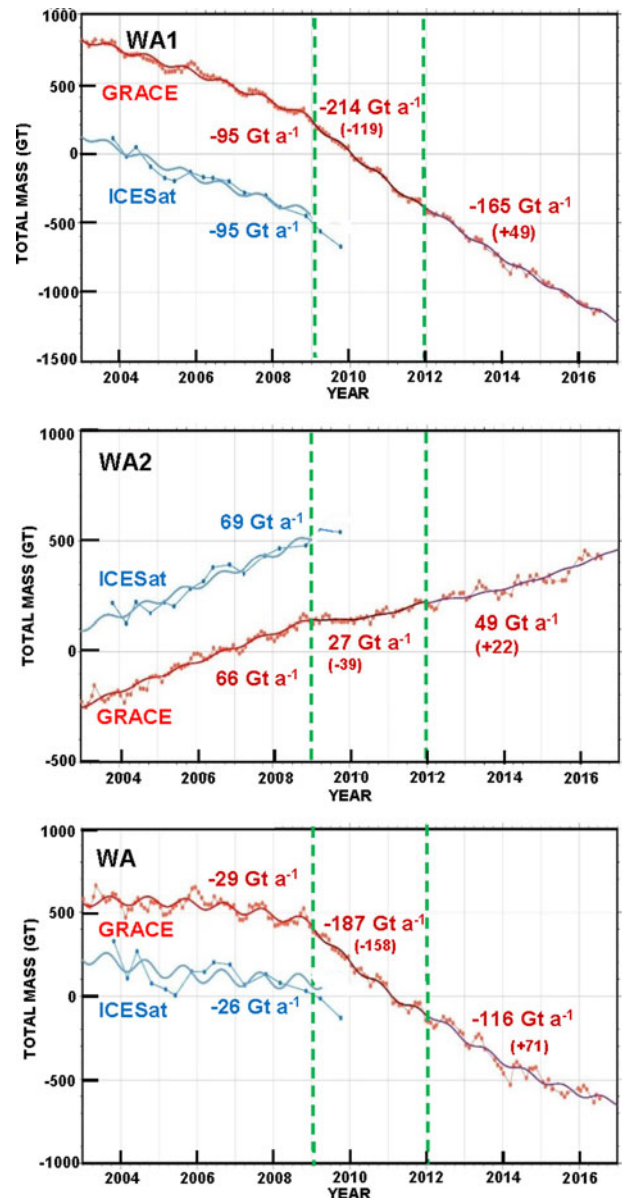 1000
WA1
500
GRACE
-214 Gt a⁻¹
(-119)
-95 Gt a⁻¹
0
ICESat
-165 Gt a⁻¹
(+49)
-500
-95 Gt a⁻¹
-1000
-1500
TOTAL MASS (GT)
2004 2006 2008 2010 2012 2014 2016
YEAR
1000
WA2
69 Gt a⁻¹
500
ICESat
49 Gt a⁻¹
(+22)
27 Gt a⁻¹
(-39)
0
66 Gt a⁻¹
GRACE
-500
TOTAL MASS (GT)
2004 2006 2008 2010 2012 2014 2016
YEAR
1000
WA
-29 Gt a⁻¹
500
GRACE
-187 Gt a⁻¹
(-158)
0
ICESat
-26 Gt a⁻¹
-116 Gt a⁻¹
(+71)
-500
-1000
TOTAL MASS (GT)
2004 2006 2008 2010 2012 2014 2016
YEAR